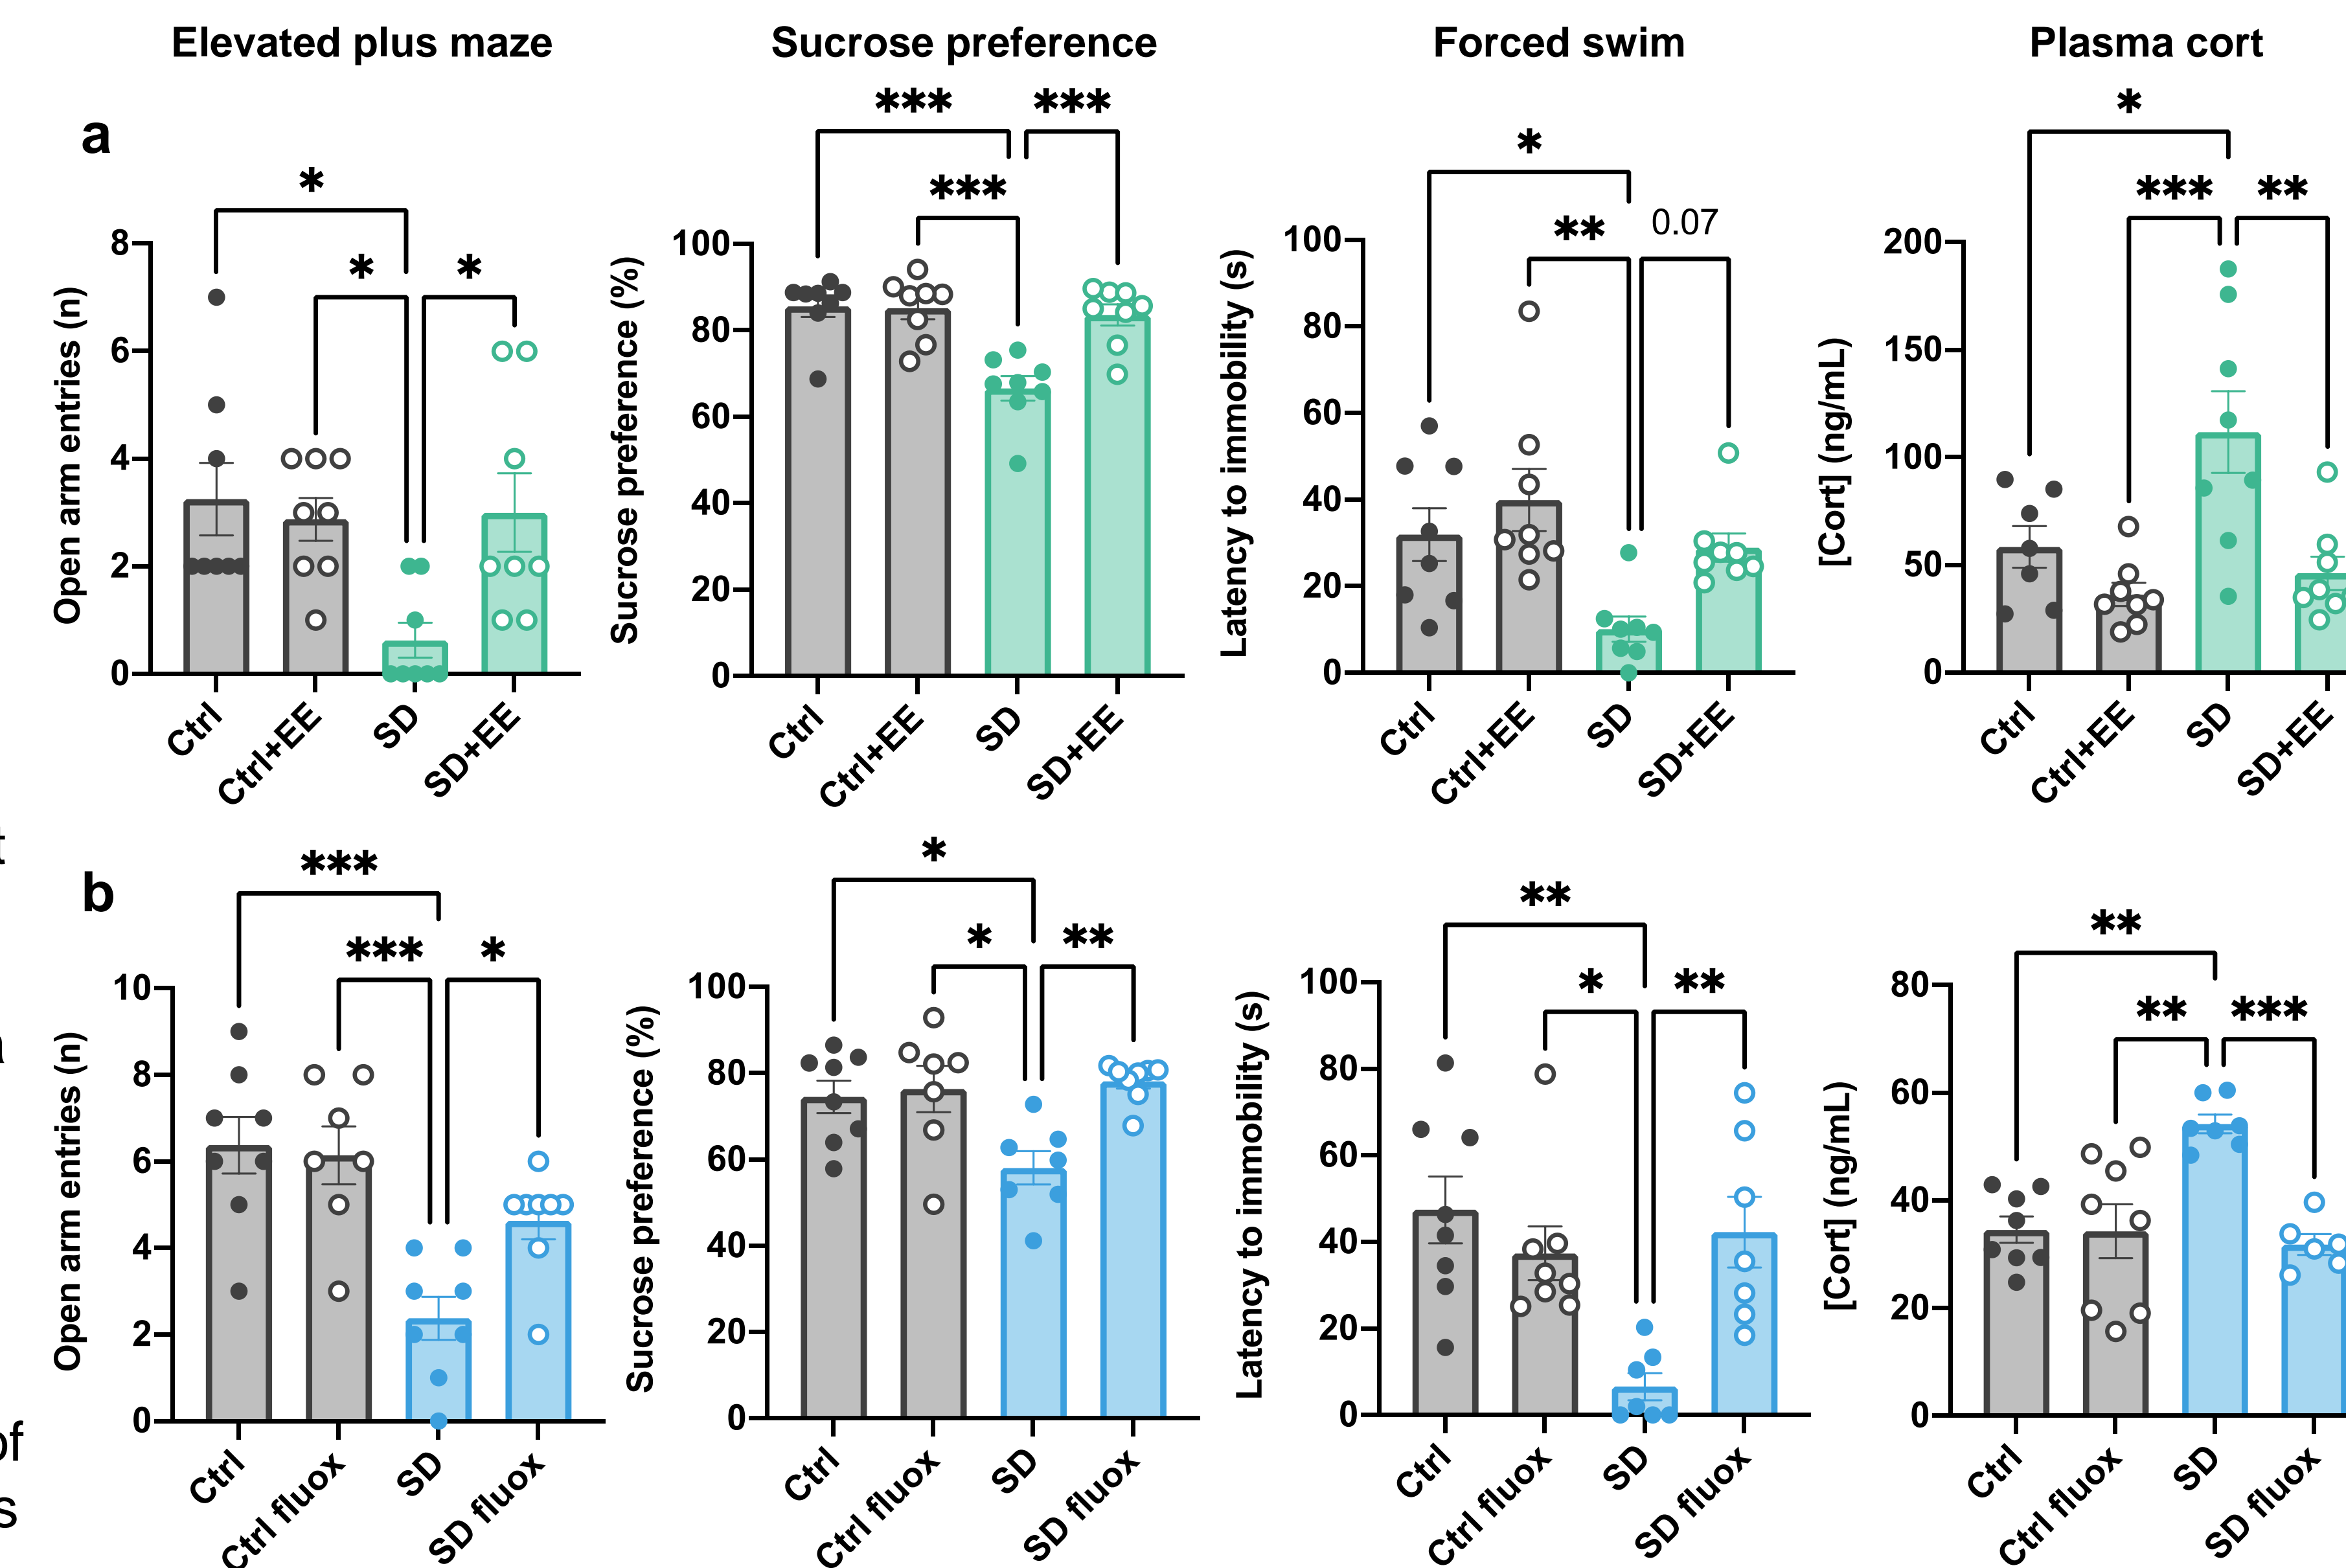 Elevated plus maze
Sucrose preference
Forced swim
Plasma cort
a
Open arm entries (n)
8
6
4
2
0
*
*
*
Ctrl
Ctrl+EE
SD
SD+EE
Sucrose preference (%)
100
80
60
40
20
0
***
***
***
Ctrl
Ctrl+EE
SD
SD+EE
Latency to immobility (s)
100
80
60
40
20
0
*
**
0.07
Ctrl
Ctrl+EE
SD
SD+EE
[Cort] (ng/mL)
200
150
100
50
0
*
***
**
Ctrl
Ctrl+EE
SD
SD+EE
b
Open arm entries (n)
10
8
6
4
2
0
***
***
*
Ctrl
Ctrl fluox
SD
SD fluox
Sucrose preference (%)
100
80
60
40
20
0
*
*
**
Ctrl
Ctrl fluox
SD
SD fluox
Latency to immobility (s)
100
80
60
40
20
0
**
*
**
Ctrl
Ctrl fluox
SD
SD fluox
[Cort] (ng/mL)
80
60
40
20
0
**
**
***
Ctrl
Ctrl fluox
SD
SD fluox
of
s